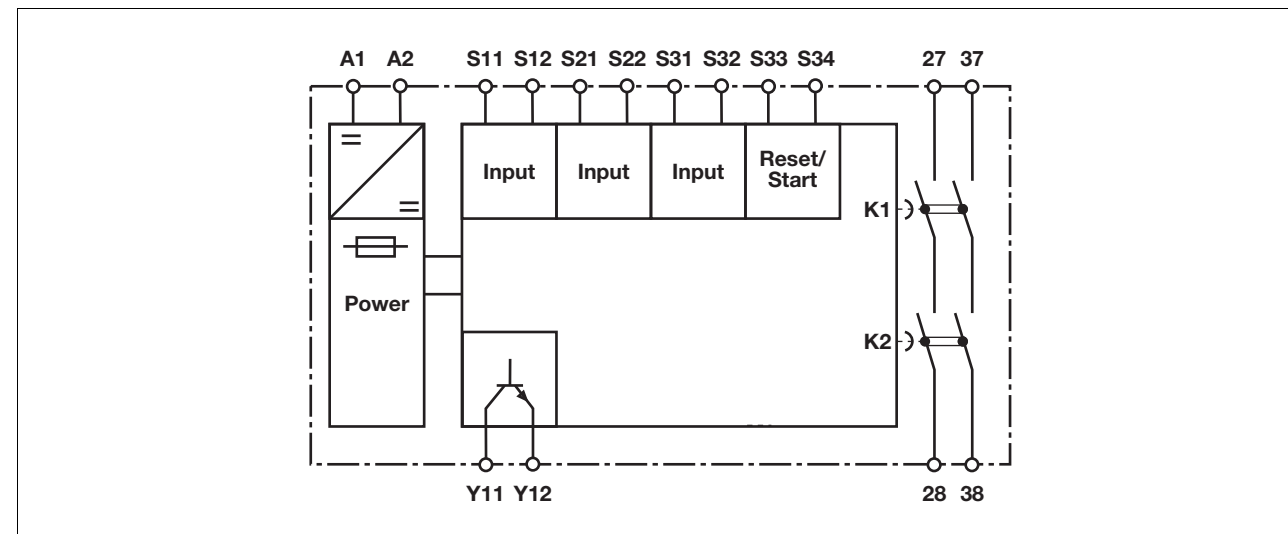 A1 A2 S11 S12 S21 S22 S31 S32 S33 S34 27 37
Input Input Input Reset/
Start
K1
Power
K2
Y11 Y12 28 38